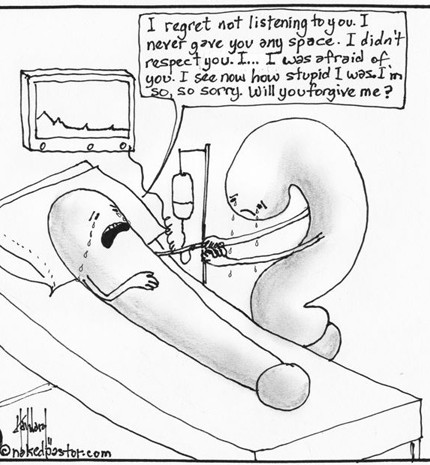 I regret not listening to you. I
never gave you any space. I didn't
respect you. I... I was afraid of
you. I see now how stupid I was. I'm
so, so sorry. Will you forgive me?
©nakedpastor.com